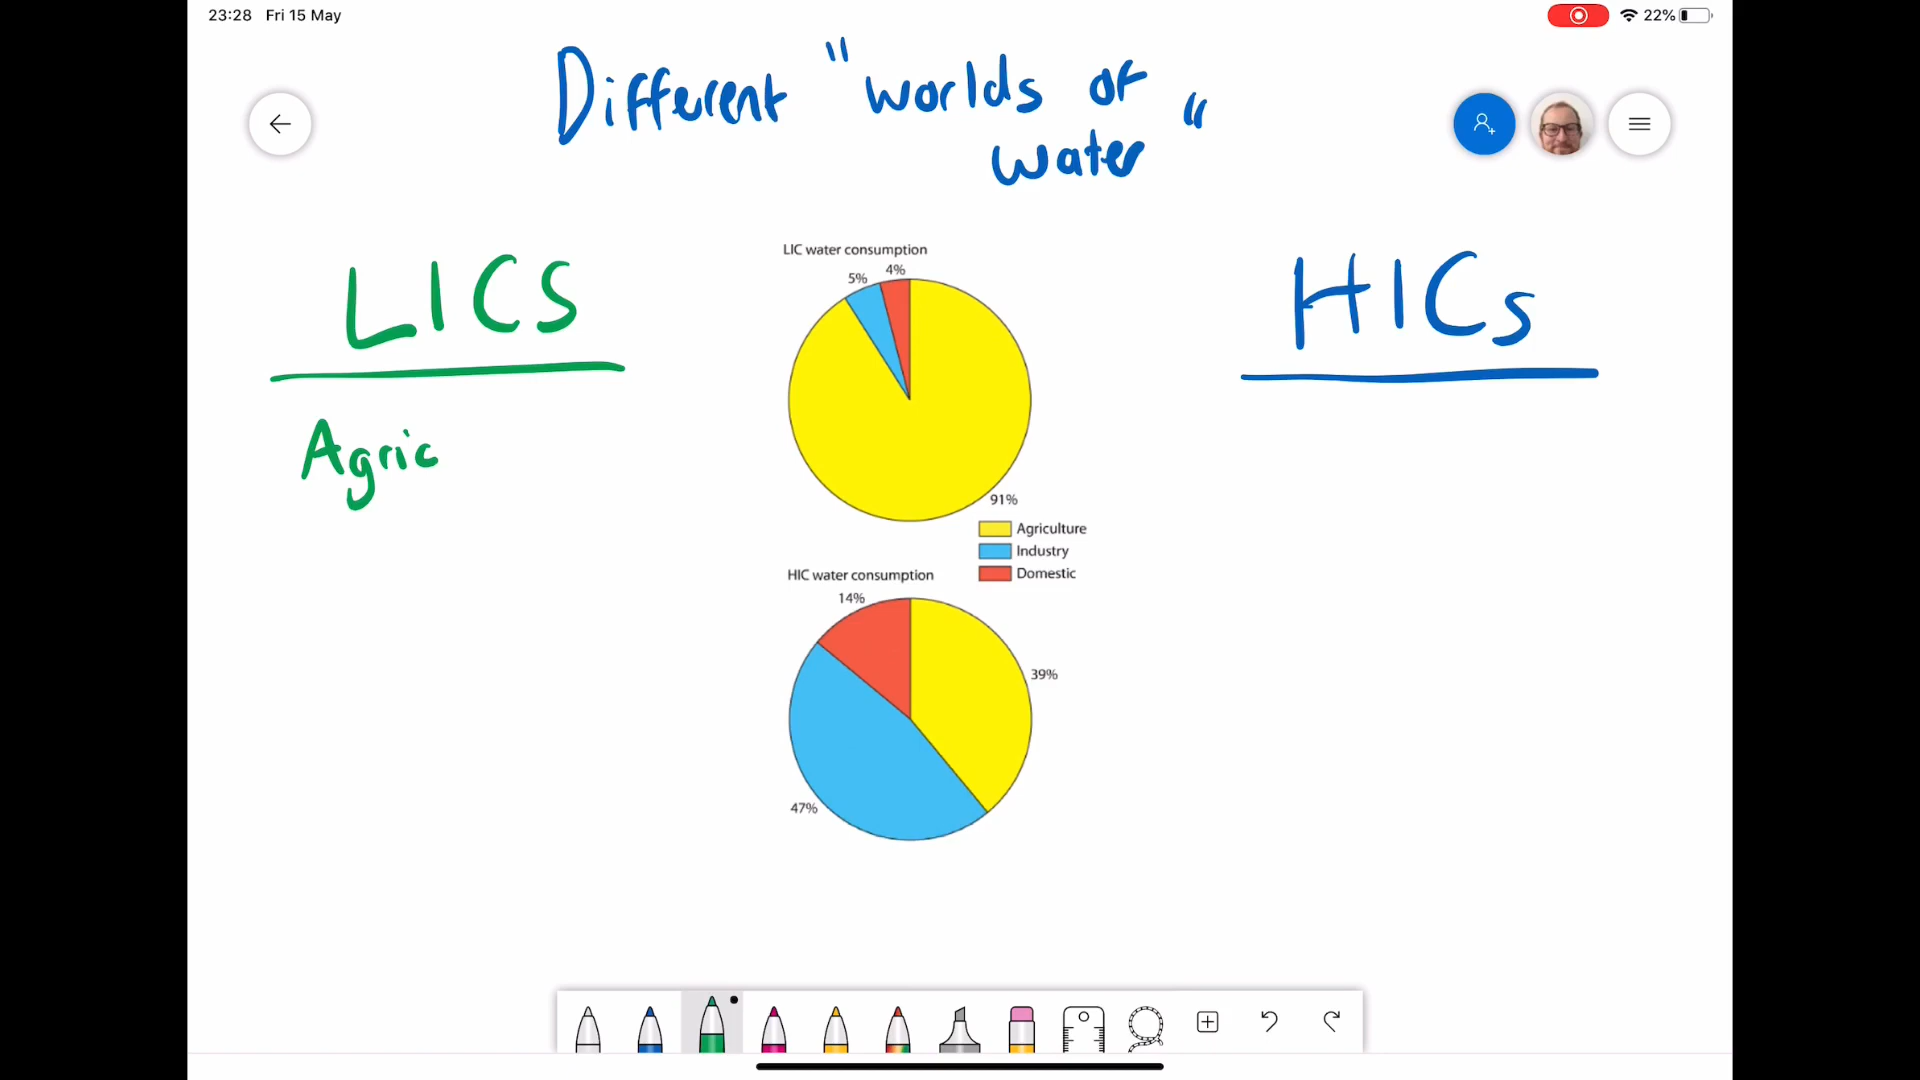 23:28 Fri 15 May
22%
Different "worlds of
water "
LICS
HICs
Agric
LIC water consumption
5%
4%
91%
Agriculture
Industry
Domestic
HIC water consumption
14%
39%
47%